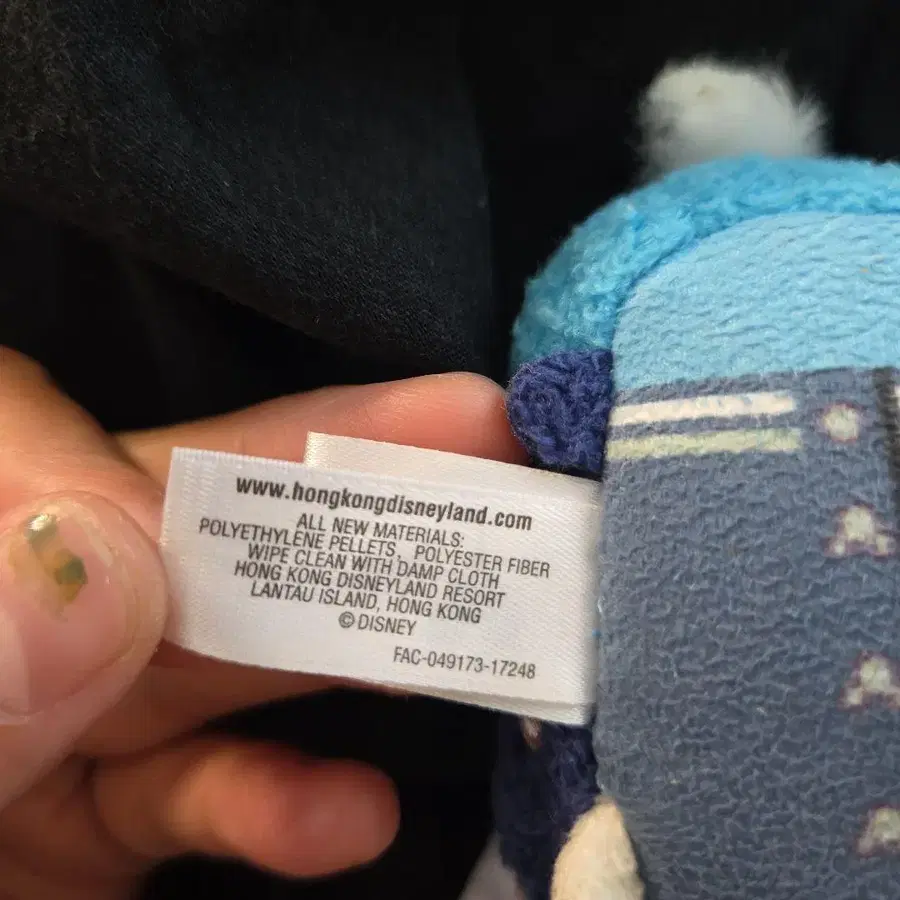 www.hongkongdisneyland.com
ALL NEW MATERIALS:
POLYETHYLENE PELLETS, POLYESTER FIBER
WIPE CLEAN WITH DAMP CLOTH
HONG KONG DISNEYLAND RESORT
LANTAU ISLAND, HONG KONG
©DISNEY
FAC-049173-17248